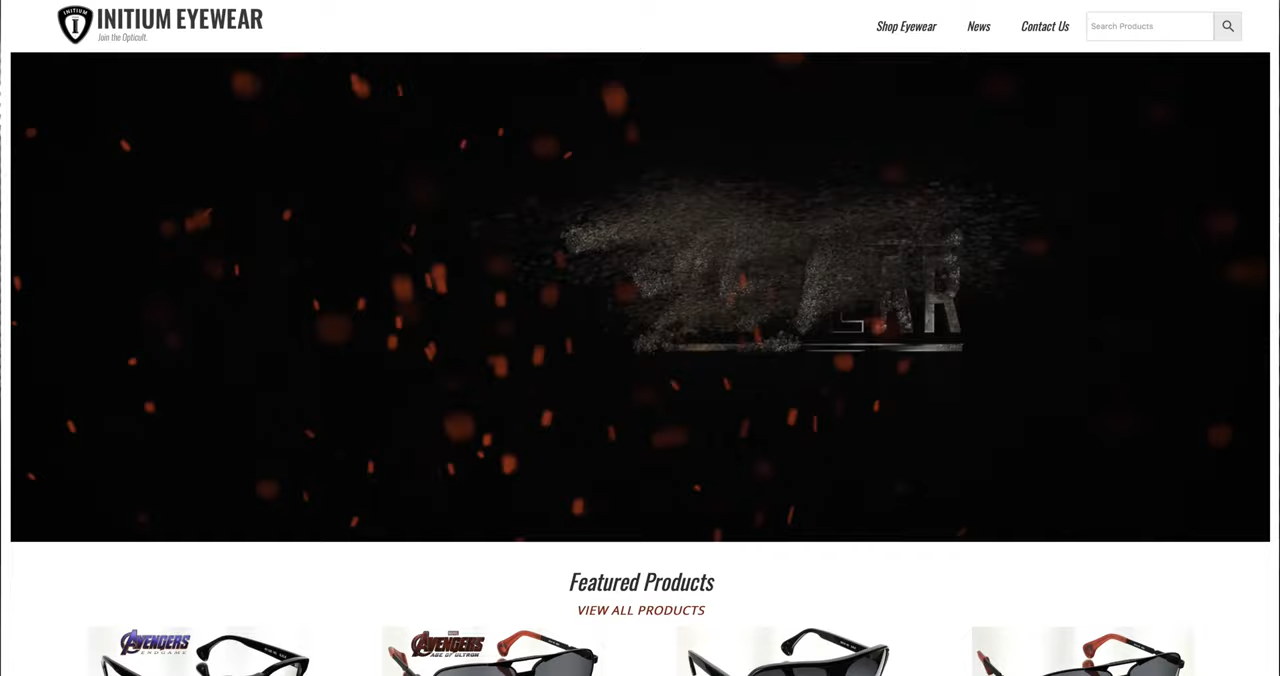 INITIUM
I
INITIUM EYEWEAR
Join the Opticult.
Shop Eyewear
News
Contact Us
Search Products
EAR
Featured Products
VIEW ALL PRODUCTS
AVENGERS
ENDGAME
MARVEL
AVENGERS
AGE OF ULTRON